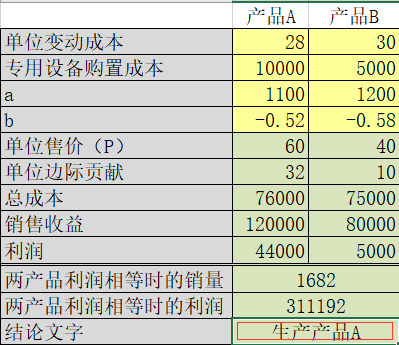 产品A 产品B
单位变动成本 28 30
专用设备购置成本 10000 5000
a 1100 1200
b -0.52 -0.58
单位售价（P） 60 40
单位边际贡献 32 10
总成本 76000 75000
销售收益 120000 80000
利润 44000 5000
两产品利润相等时的销量 1682
两产品利润相等时的利润 311192
结论文字 生产产品A